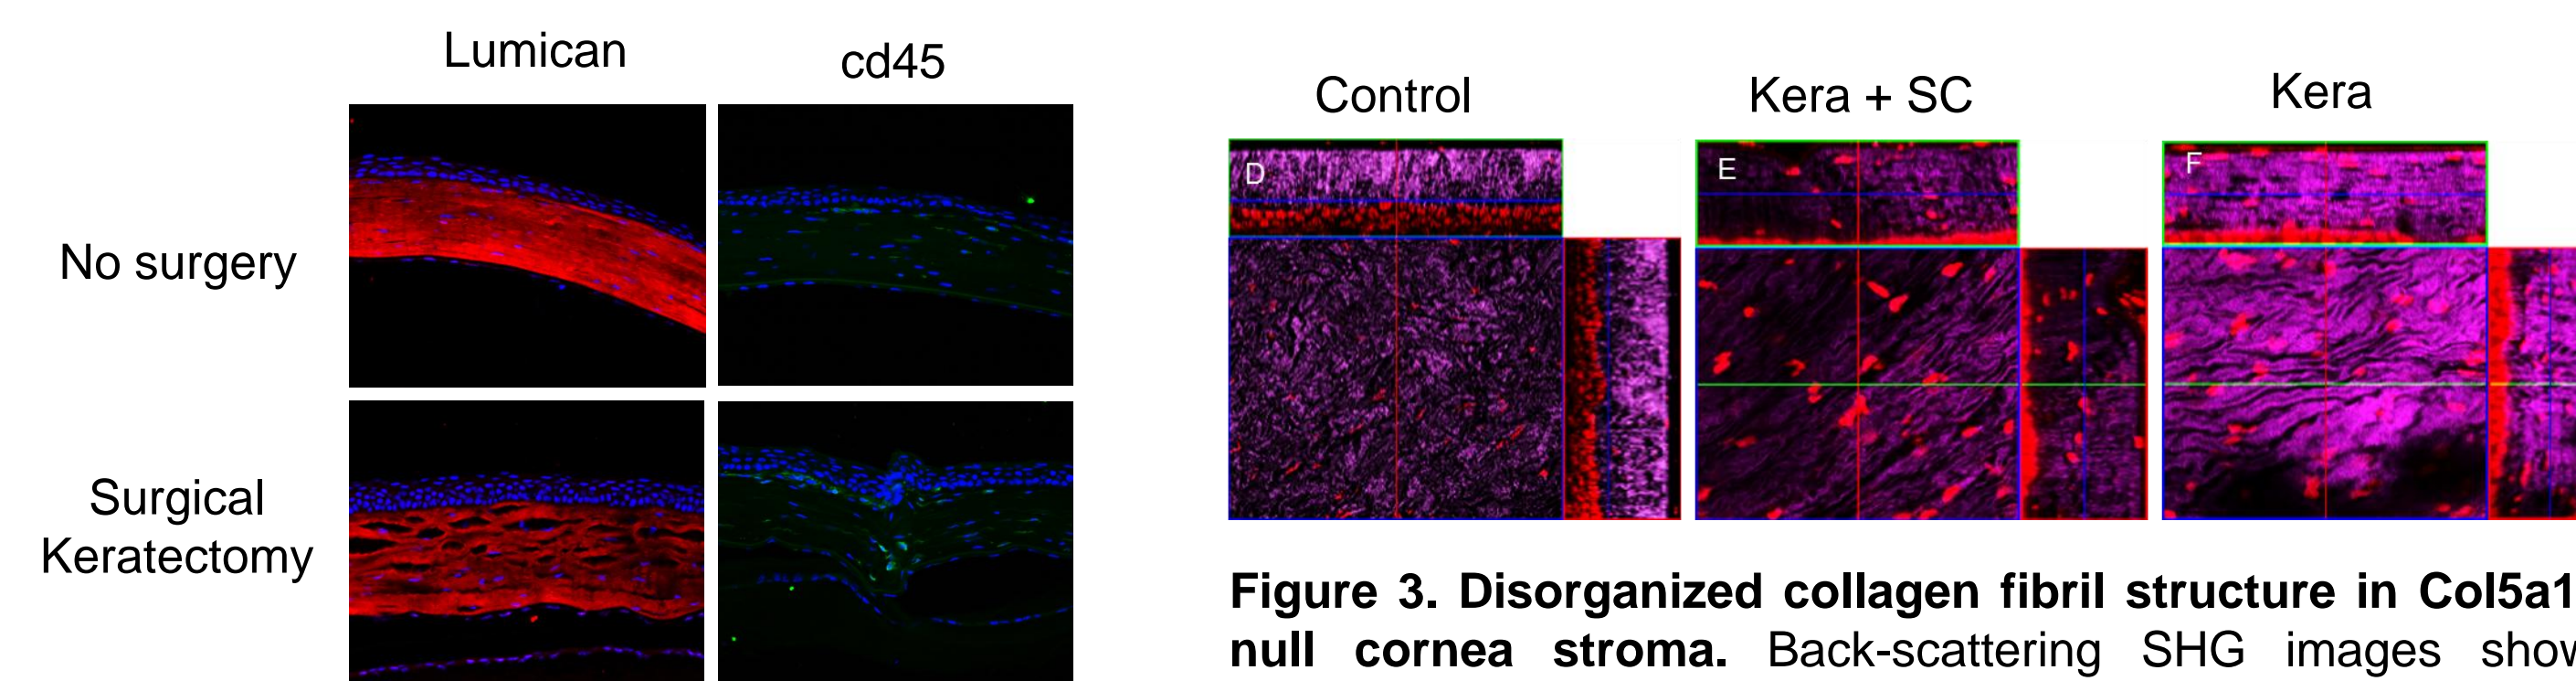 Lumican
cd45
No surgery
Surgical
Keratectomy
Control
Kera + SC
Kera
D
E
F
Figure 3. Disorganized collagen fibril structure in Col5a1
null cornea stroma. Back-scattering SHG images show